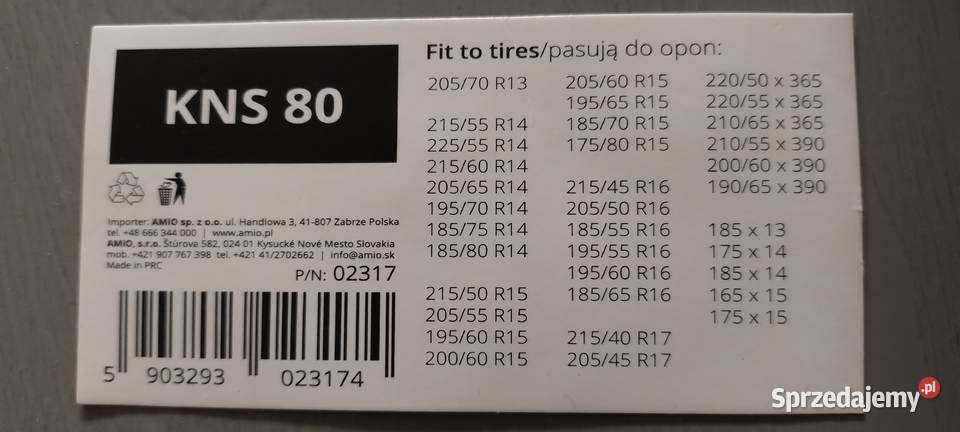 KNS 80
Importer: AMiO sp. z o.o. ul. Handlowa 3, 41-807 Zabrze Polska
tel. +48 666 344 000 | www.amio.pl
AMiO, s.r.o. Štúrova 582, 024 01 Kysucké Nové Mesto Slovakia
mob. +421 907 767 398 tel. +421 41/2702662 | info@amio.sk
Made in PRC
P/N: 02317
5 903293 023174
Fit to tires/pasują do opon:
205/70 R13
215/55 R14
225/55 R14
215/60 R14
205/65 R14
195/70 R14
185/75 R14
185/80 R14
215/50 R15
205/55 R15
195/60 R15
200/60 R15
205/60 R15
195/65 R15
185/70 R15
175/80 R15
215/45 R16
205/50 R16
185/55 R16
195/55 R16
195/60 R16
185/65 R16
215/40 R17
205/45 R17
220/50 x 365
220/55 x 365
210/65 x 365
210/55 x 390
200/60 x 390
190/65 x 390
185 x 13
175 x 14
185 x 14
165 x 15
175 x 15
Sprzedajemy.pl